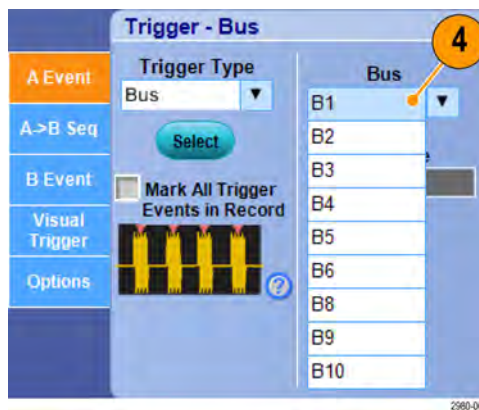 Trigger - Bus
4
A Event
A->B Seq
B Event
Visual
Trigger
Options
Trigger Type
Bus
Select
Mark All Trigger
Events in Record
Bus
B1
B2
B3
B4
B5
B6
B8
B9
B10